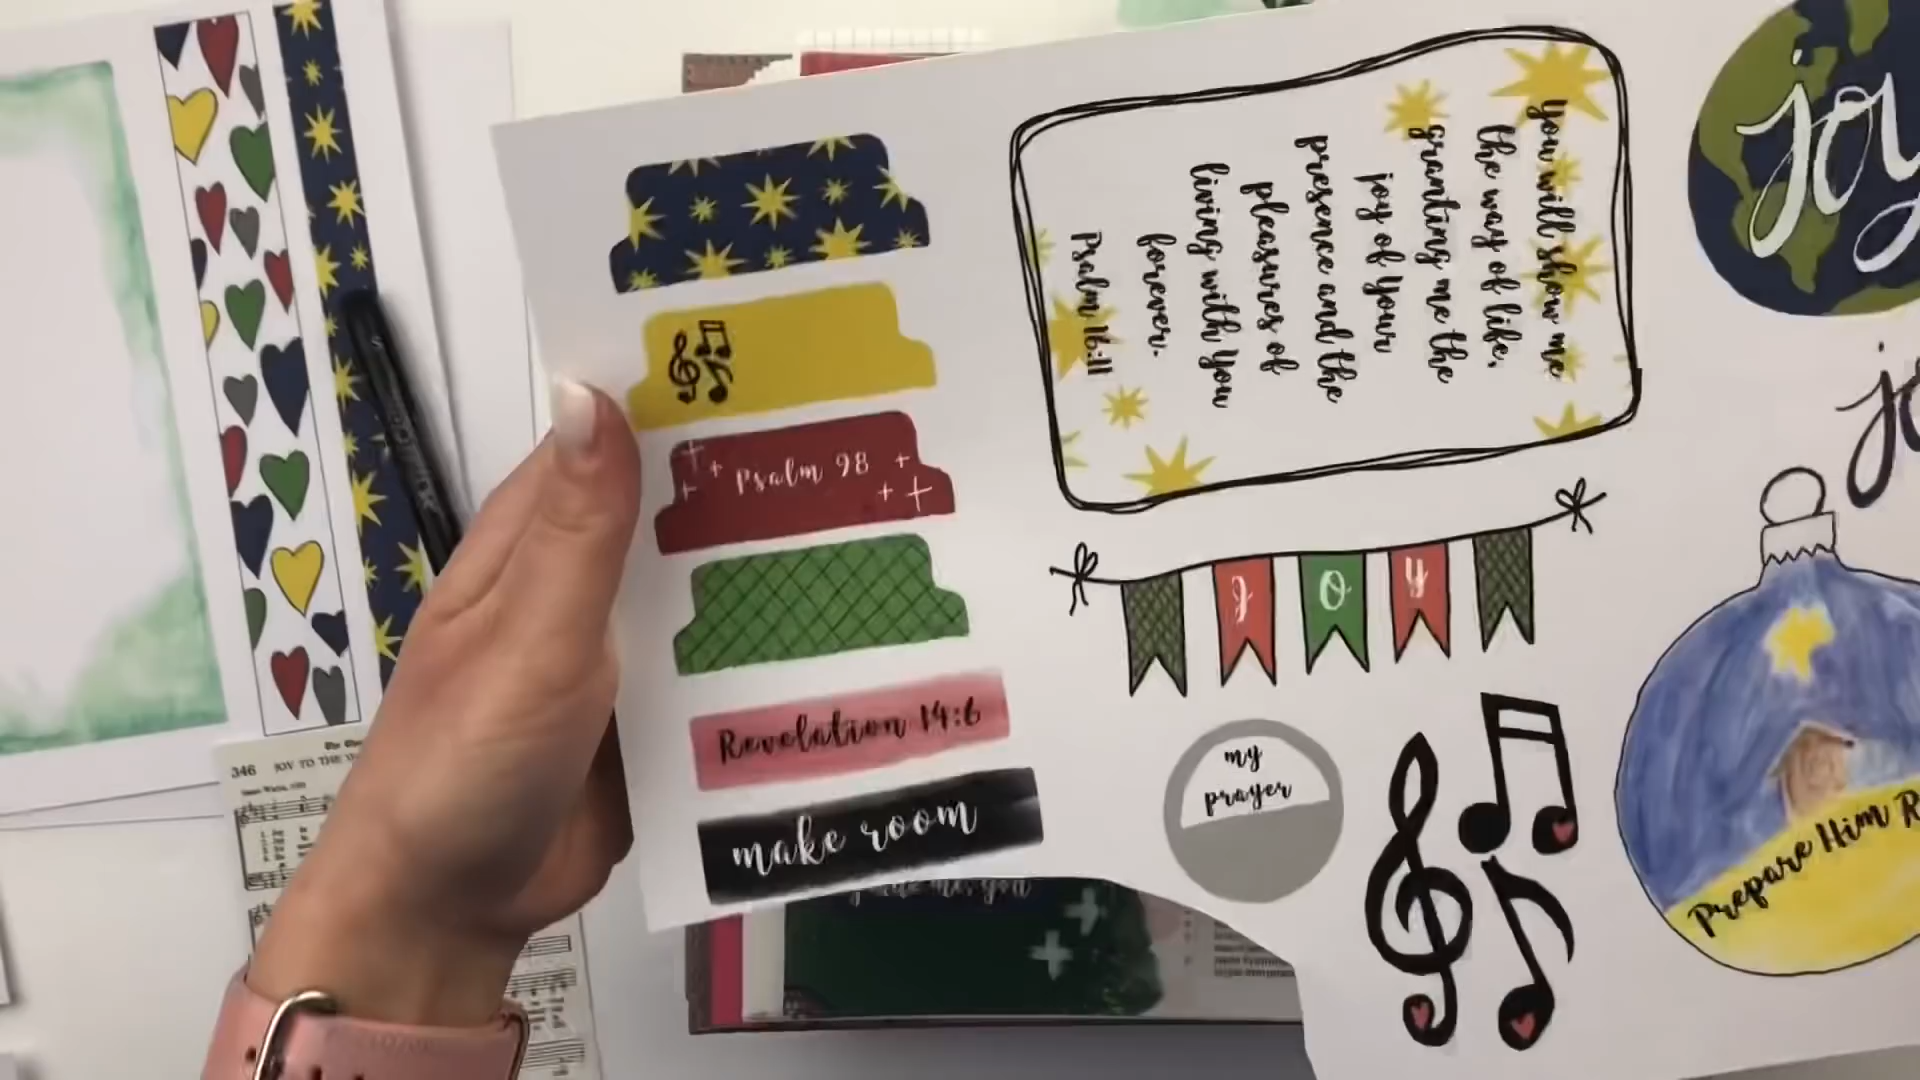 Psalm 98
Revelation 14:6
make room
You will show me
the way of life,
granting me the
joy of Your
presence and the
pleasures of
living with You
forever.
Psalm 16:11
JOY
my
prayer
joy
Prepare Him
346 JOY TO THE